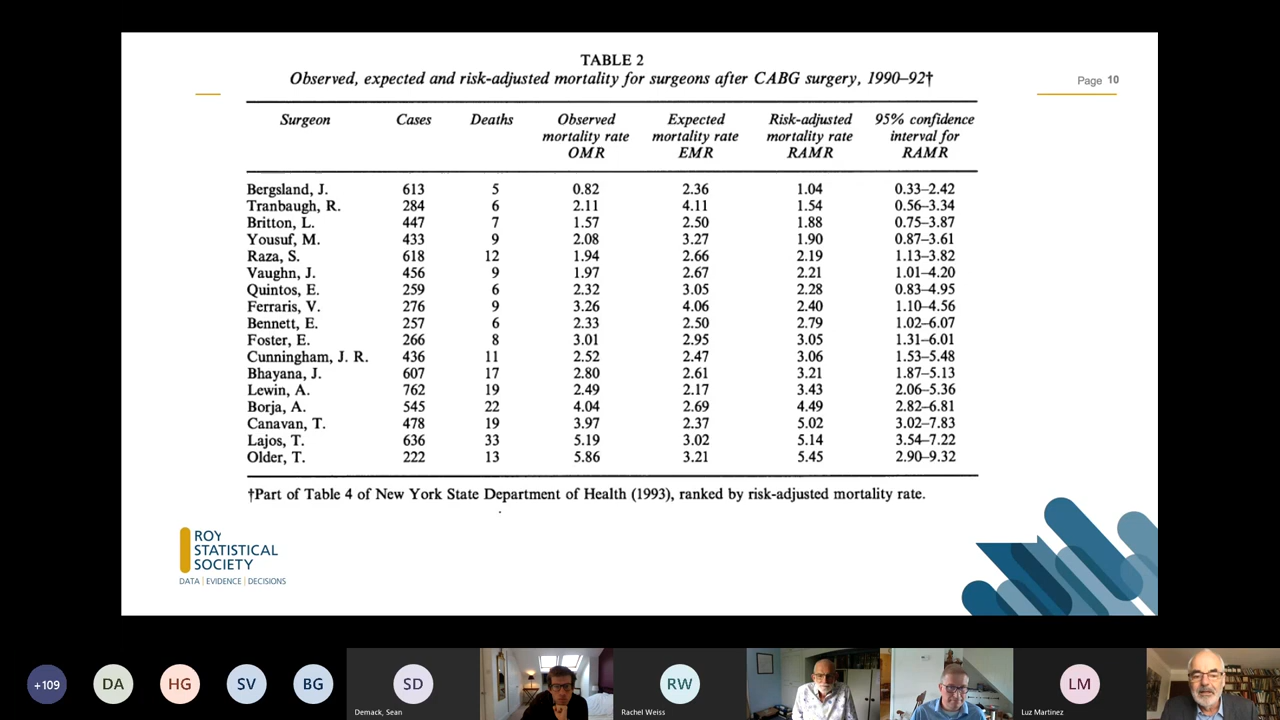 TABLE 2
Observed, expected and risk-adjusted mortality for surgeons after CABG surgery, 1990–92†
Page 10
Surgeon Cases Deaths Observed mortality rate OMR Expected mortality rate EMR Risk-adjusted mortality rate RAMR 95% confidence interval for RAMR
Bergsland, J. 613 5 0.82 2.36 1.04 0.33–2.42
Tranbaugh, R. 284 6 2.11 4.11 1.54 0.56–3.34
Britton, L. 447 7 1.57 2.50 1.88 0.75–3.87
Yousuf, M. 433 9 2.08 3.27 1.90 0.87–3.61
Raza, S. 618 12 1.94 2.66 2.19 1.13–3.82
Vaughn, J. 456 9 1.97 2.67 2.21 1.01–4.20
Quintos, E. 259 6 2.32 3.05 2.28 0.83–4.95
Ferraris, V. 276 9 3.26 4.06 2.40 1.10–4.56
Bennett, E. 257 6 2.33 2.50 2.79 1.02–6.07
Foster, E. 266 8 3.01 2.95 3.05 1.31–6.01
Cunningham, J. R. 436 11 2.52 2.47 3.06 1.53–5.48
Bhayana, J. 607 17 2.80 2.61 3.21 1.87–5.13
Lewin, A. 762 19 2.49 2.17 3.43 2.06–5.36
Borja, A. 545 22 4.04 2.69 4.49 2.82–6.81
Canavan, T. 478 19 3.97 2.37 5.02 3.02–7.83
Lajos, T. 636 33 5.19 3.02 5.14 3.54–7.22
Older, T. 222 13 5.86 3.21 5.45 2.90–9.32
†Part of Table 4 of New York State Department of Health (1993), ranked by risk-adjusted mortality rate.
ROY
STATISTICAL
SOCIETY
DATA | EVIDENCE | DECISIONS
+109 DA HG SV BG SD RW LM
Demack, Sean Rachel Weiss Luz Martinez